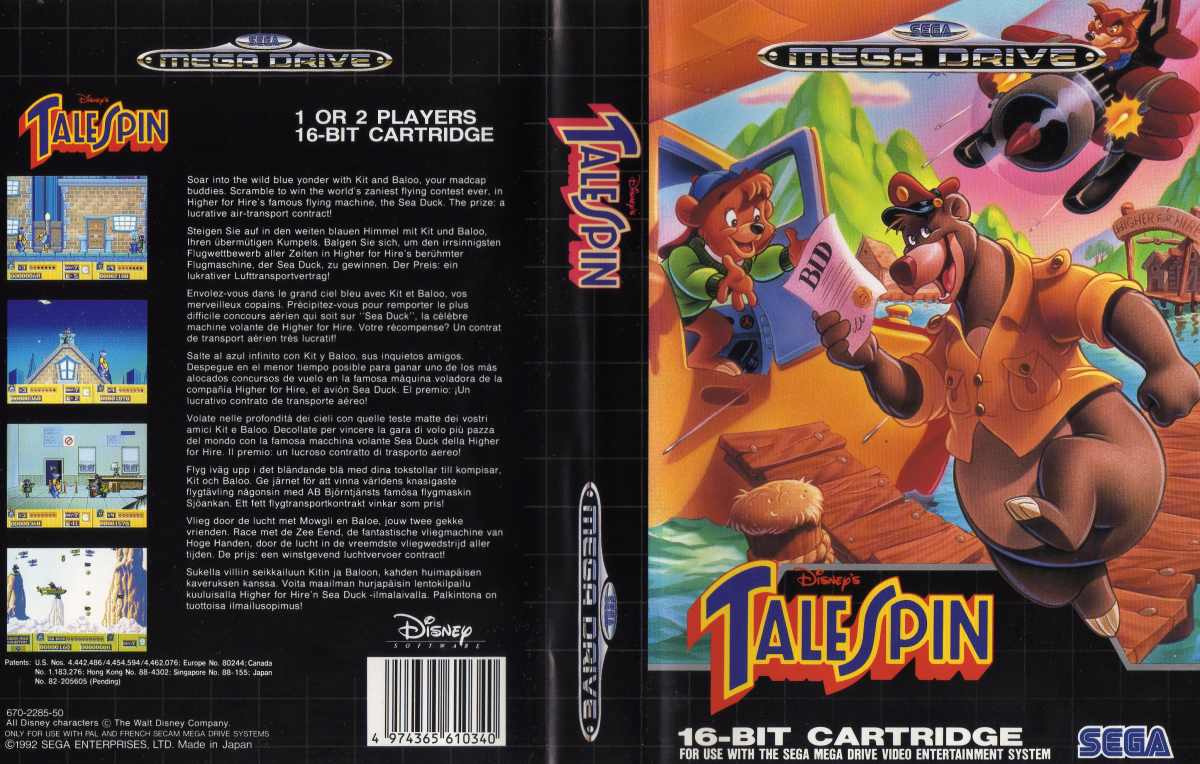 SEGA
MEGA DRIVE
Disney's
TALESPIN
1 OR 2 PLAYERS
16-BIT CARTRIDGE
Soar into the wild blue yonder with Kit and Baloo, your madcap
buddies. Scramble to win the world's zaniest flying contest ever, in
Higher for Hire's famous flying machine, the Sea Duck. The prize: a
lucrative air-transport contract!
Steigen Sie auf in den weiten blauen Himmel mit Kit und Baloo,
Ihren übermütigen Kumpels. Balgen Sie sich, um den irrsinnigsten
Flugwettbewerb aller Zeiten in Higher for Hire's berühmter
Flugmaschine, der Sea Duck, zu gewinnen. Der Preis: ein
lukrativer Lufttransportvertrag!
Envolez-vous dans le grand ciel bleu avec Kit et Baloo, vos
merveilleux copains. Précipitez-vous pour remporter le plus
difficile concours aérien qui soit sur ''Sea Duck'', la célèbre
machine volante de Higher for Hire. Votre récompense? Un contrat
de transport aérien très lucratif!
Salte al azul infinito con Kit y Baloo, sus inquietos amigos.
Despegue en el menor tiempo posible para ganar uno de los más
alocados concursos de vuelo en la famosa máquina voladora de la
compañía Higher for Hire, el avión Sea Duck. El premio: ¡Un
lucrativo contrato de transporte aéreo!
Volate nelle profondità dei cieli con quelle teste matte dei vostri
amici Kit e Baloo. Decollate per vincere la gara di volo più pazza
del mondo con la famosa macchina volante Sea Duck della Higher
for Hire. Il premio: un lucroso contratto di trasporto aereo!
Flyg iväg upp i det bländande blå med dina tokstollar till kompisar,
Kit och Baloo. Ge järnet för att vinna världens knasigaste
flygtävling någonsin med AB Björntjänsts famösa flygmaskin
Sjöankan. Ett fett flygtransportkontrakt vinkar som pris!
Vlieg door de lucht met Mowgli en Baloe, jouw twee gekke
vrienden. Race met de Zee Eend, de fantastische vliegmachine van
Hoge Handen, door de lucht in de vreemdste vliegwedstrijd aller
tijden. De prijs: een winstgevend luchtvervoer contract!
Sukella villiin seikkailuun Kitin ja Baloon, kahden huimapäisen
kaveruksen kanssa. Voita maailman hurjapäisin lentokilpailu
kuuluisalla Higher for Hire'n Sea Duck -ilmalaivalla. Palkintona on
tuottoisa ilmailusopimus!
Disney
SOFTWARE
Patents: U.S. Nos. 4,442,486/4,454,594/4,462,076; Europe No. 80244; Canada
No. 1,183,276; Hong Kong No. 88-4302; Singapore No. 88-155; Japan
No. 82-205605 (Pending)
670-2285-50
All Disney characters © The Walt Disney Company.
ONLY FOR USE WITH PAL AND FRENCH SECAM MEGA DRIVE SYSTEMS
©1992 SEGA ENTERPRISES, LTD. Made in Japan
4 974365 610340
Disney's
TALESPIN
SEGA
MEGA DRIVE
SEGA
MEGA DRIVE
1
BID
HIGHER FOR HIRE
Disney's
TALESPIN
16-BIT CARTRIDGE
FOR USE WITH THE SEGA MEGA DRIVE VIDEO ENTERTAINMENT SYSTEM
SEGA